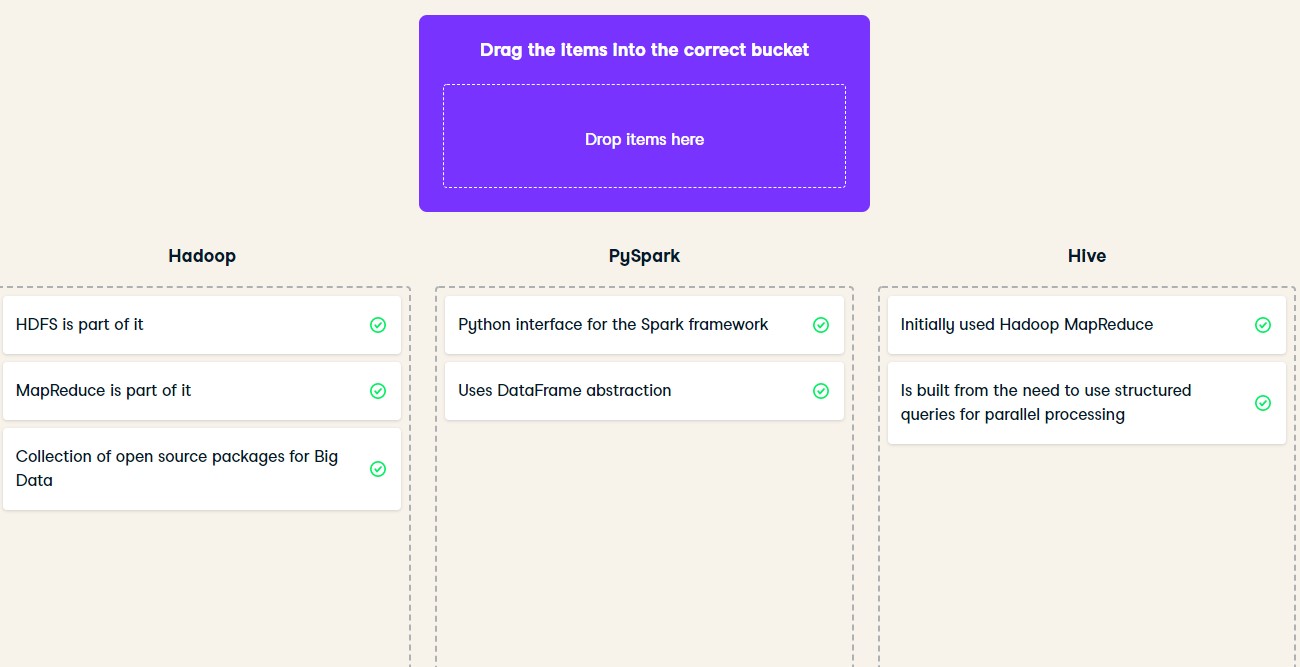 Drag the Items Into the correct bucket
Drop items here
Hadoop
HDFS is part of it
MapReduce is part of it
Collection of open source packages for Big
Data
PySpark
Python interface for the Spark framework
Uses DataFrame abstraction
Hive
Initially used Hadoop MapReduce
Is built from the need to use structured
queries for parallel processing